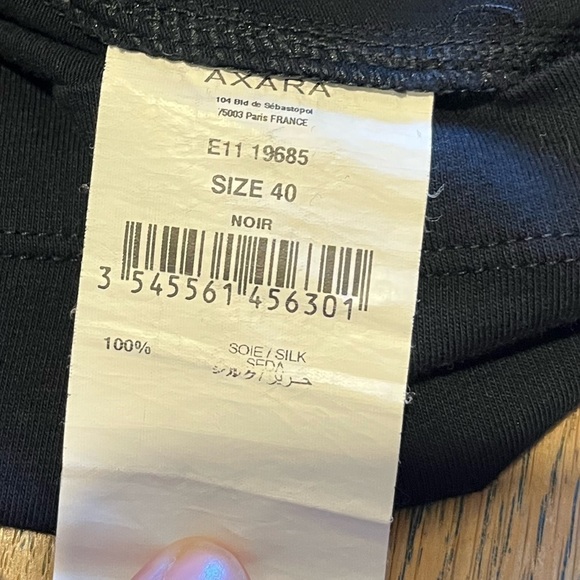 AXARA
104 Bld de Sébastopol
75003 Paris FRANCE
E11 19685
SIZE 40
NOIR
3 545561 456301
100% SOIE / SILK
SEDA
حرير / シルク